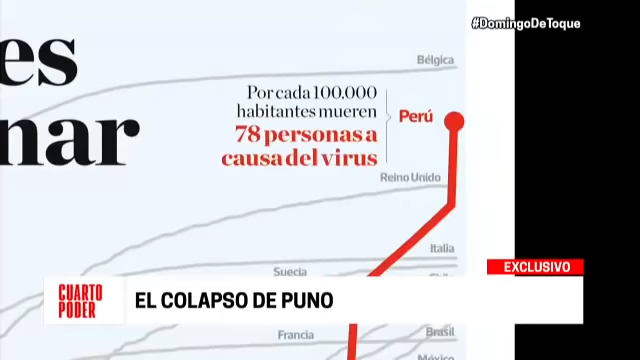 #DomingoDeToque
es
nar
Bélgica
Por cada 100.000
habitantes mueren
78 personas a
causa del virus
Perú
Reino Unido
Italia
Suecia
EXCLUSIVO
CUARTO
PODER
EL COLAPSO DE PUNO
Francia
Brasil
México